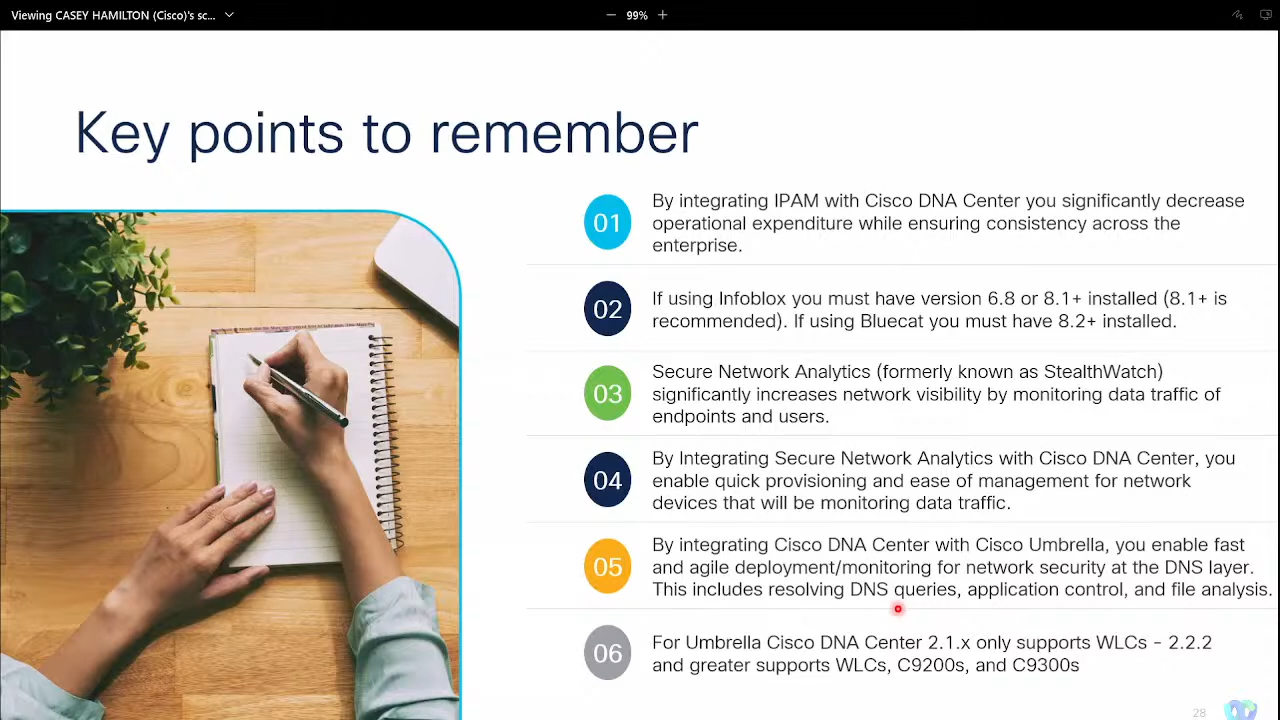 Viewing CASEY HAMILTON (Cisco)'s sc...
99%
Key points to remember
01
By integrating IPAM with Cisco DNA Center you significantly decrease
operational expenditure while ensuring consistency across the
enterprise.
02
If using Infoblox you must have version 6.8 or 8.1+ installed (8.1+ is
recommended). If using Bluecat you must have 8.2+ installed.
03
Secure Network Analytics (formerly known as StealthWatch)
significantly increases network visibility by monitoring data traffic of
endpoints and users.
04
By Integrating Secure Network Analytics with Cisco DNA Center, you
enable quick provisioning and ease of management for network
devices that will be monitoring data traffic.
05
By integrating Cisco DNA Center with Cisco Umbrella, you enable fast
and agile deployment/monitoring for network security at the DNS layer.
This includes resolving DNS queries, application control, and file analysis.
06
For Umbrella Cisco DNA Center 2.1.x only supports WLCs - 2.2.2
and greater supports WLCs, C9200s, and C9300s
28